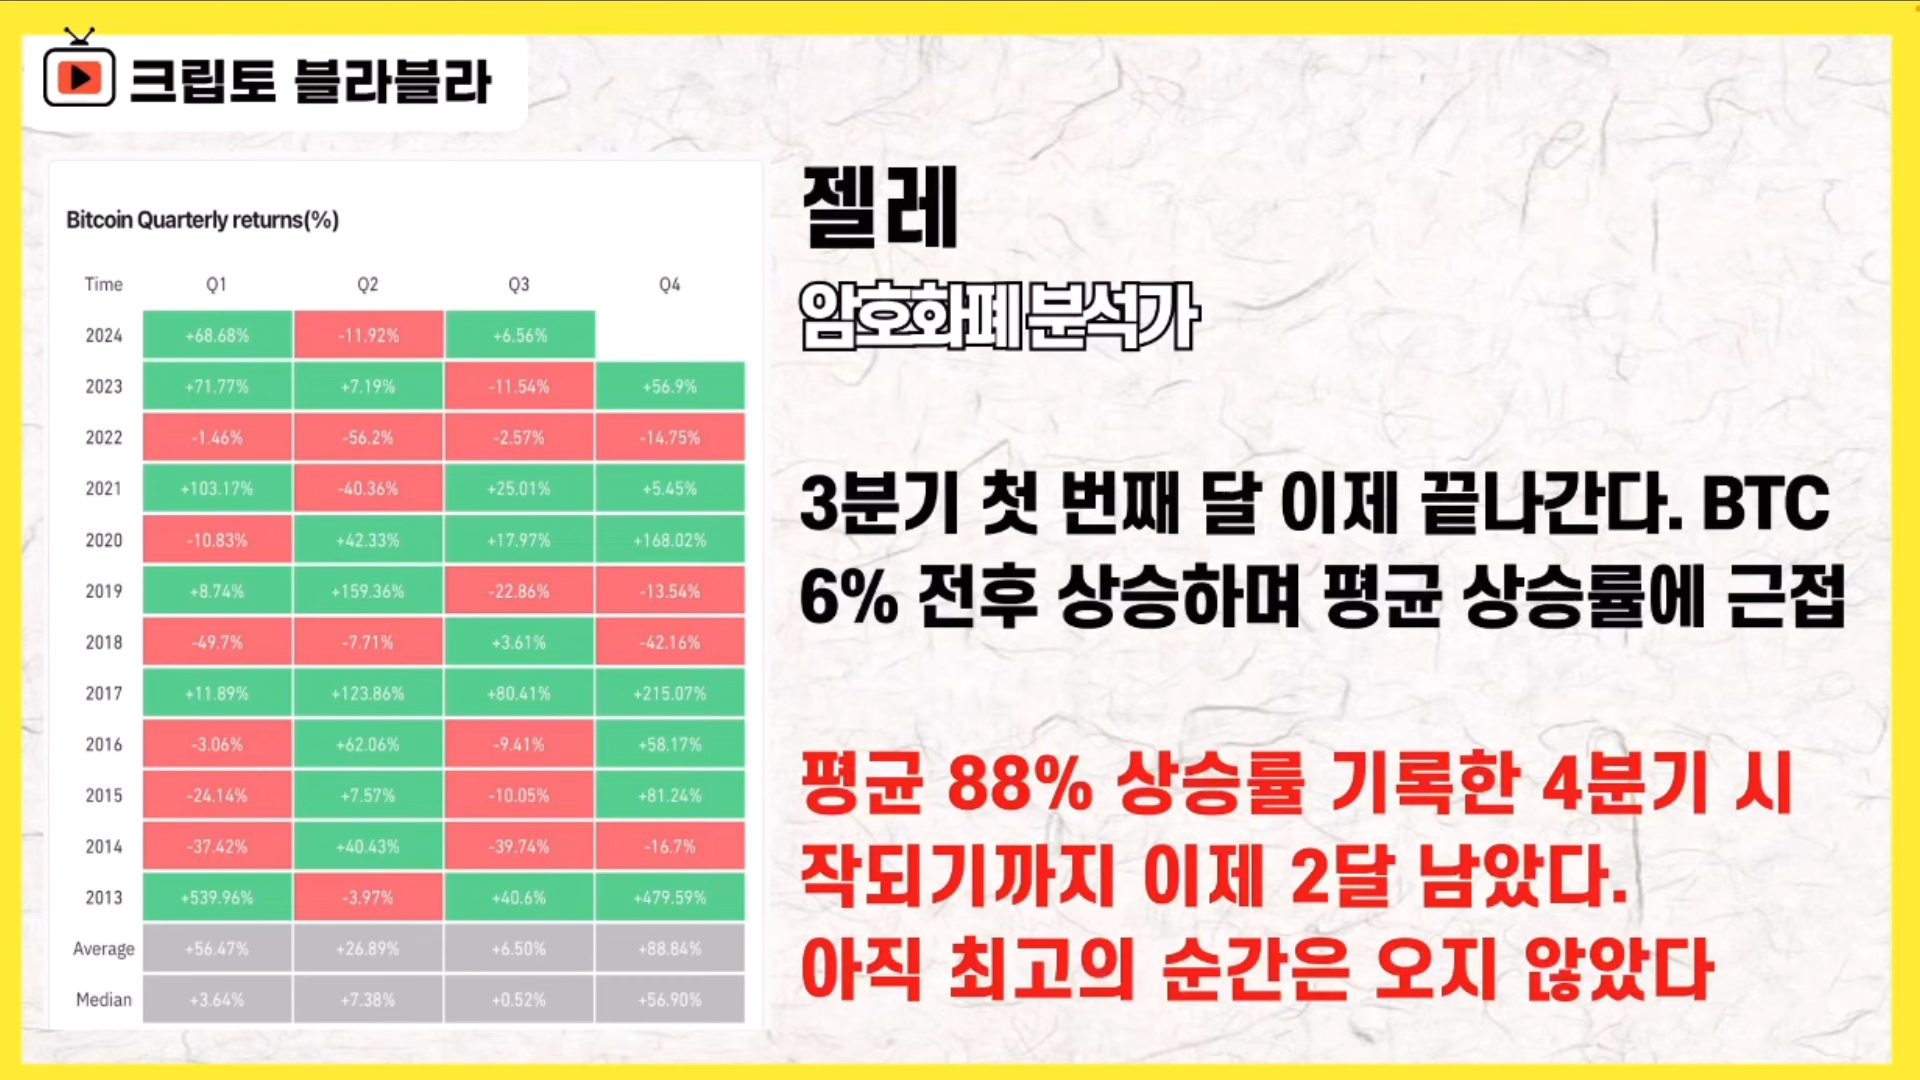 크립토 블라블라
Bitcoin Quarterly returns(%)
Time Q1 Q2 Q3 Q4
2024 +68.68% -11.92% +6.56%
2023 +71.77% +7.19% -11.54% +56.9%
2022 -1.46% -56.2% -2.57% -14.75%
2021 +103.17% -40.36% +25.01% +5.45%
2020 -10.83% +42.33% +17.97% +168.02%
2019 +8.74% +159.36% -22.86% -13.54%
2018 -49.7% -7.71% +3.61% -42.16%
2017 +11.89% +123.86% +80.41% +215.07%
2016 -3.06% +62.06% -9.41% +58.17%
2015 -24.14% +7.57% -10.05% +81.24%
2014 -37.42% +40.43% -39.74% -16.7%
2013 +539.96% -3.97% +40.6% +479.59%
Average +56.47% +26.89% +6.50% +88.84%
Median +3.64% +7.38% +0.52% +56.90%
젤레
암호화폐 분석가
3분기 첫 번째 달 이제 끝나간다. BTC
6% 전후 상승하며 평균 상승률에 근접
평균 88% 상승률 기록한 4분기 시
작되기까지 이제 2달 남았다.
아직 최고의 순간은 오지 않았다